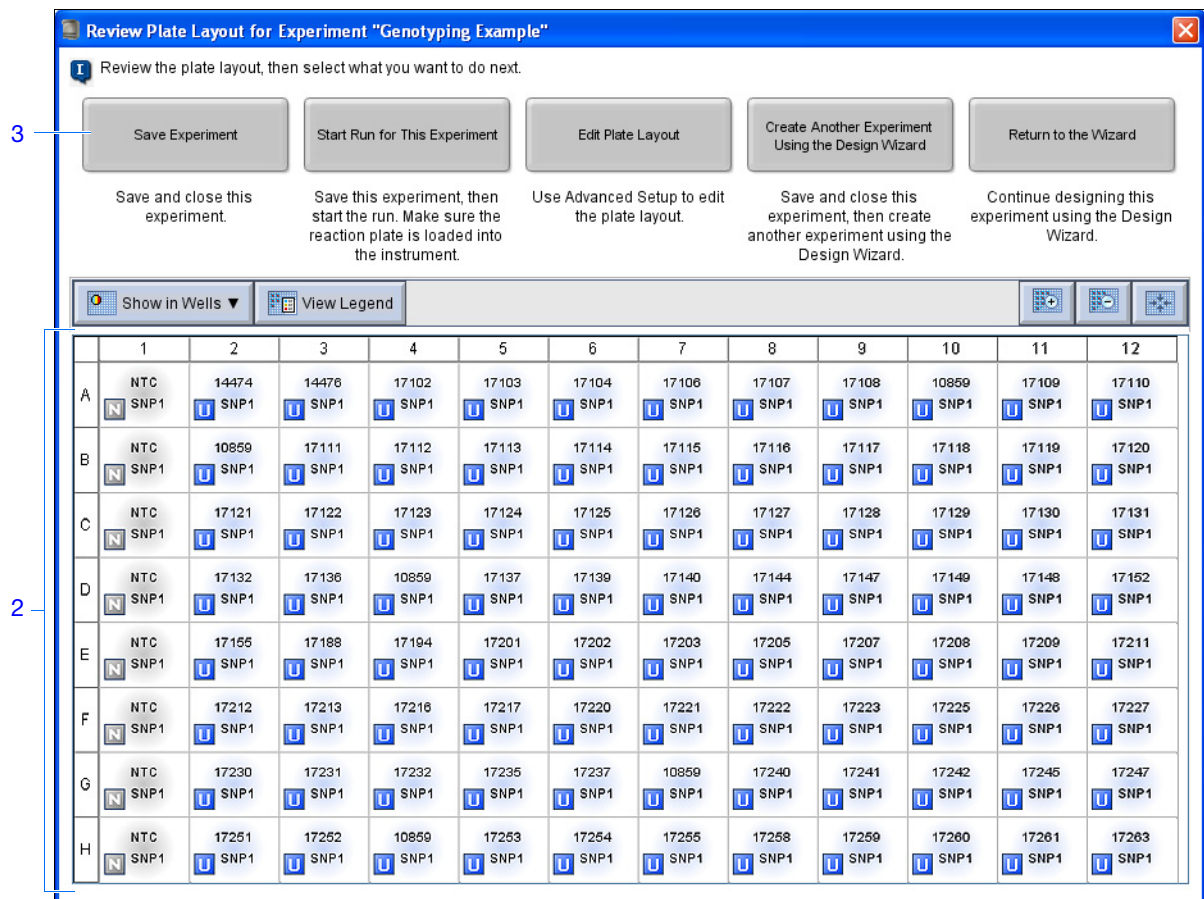 Review Plate Layout for Experiment "Genotyping Example"
Review the plate layout, then select what you want to do next.
3
Save Experiment
Start Run for This Experiment
Edit Plate Layout
Create Another Experiment
Using the Design Wizard
Return to the Wizard
Save and close this
experiment.
Save this experiment, then
start the run. Make sure the
reaction plate is loaded into
the instrument.
Use Advanced Setup to edit
the plate layout.
Save and close this
experiment, then create
another experiment using the
Design Wizard.
Continue designing this
experiment using the Design
Wizard.
Show in Wells ▼ View Legend
2
1 2 3 4 5 6 7 8 9 10 11 12
A
NTC 14474 14476 17102 17103 17104 17106 17107 17108 10859 17109 17110
N SNP1 U SNP1 U SNP1 U SNP1 U SNP1 U SNP1 U SNP1 U SNP1 U SNP1 U SNP1 U SNP1 U SNP1
B
NTC 10859 17111 17112 17113 17114 17115 17116 17117 17118 17119 17120
N SNP1 U SNP1 U SNP1 U SNP1 U SNP1 U SNP1 U SNP1 U SNP1 U SNP1 U SNP1 U SNP1 U SNP1
C
NTC 17121 17122 17123 17124 17125 17126 17127 17128 17129 17130 17131
N SNP1 U SNP1 U SNP1 U SNP1 U SNP1 U SNP1 U SNP1 U SNP1 U SNP1 U SNP1 U SNP1 U SNP1
D
NTC 17132 17136 10859 17137 17139 17140 17144 17147 17149 17148 17152
N SNP1 U SNP1 U SNP1 U SNP1 U SNP1 U SNP1 U SNP1 U SNP1 U SNP1 U SNP1 U SNP1 U SNP1
E
NTC 17155 17188 17194 17201 17202 17203 17205 17207 17208 17209 17211
N SNP1 U SNP1 U SNP1 U SNP1 U SNP1 U SNP1 U SNP1 U SNP1 U SNP1 U SNP1 U SNP1 U SNP1
F
NTC 17212 17213 17216 17217 17220 17221 17222 17223 17225 17226 17227
N SNP1 U SNP1 U SNP1 U SNP1 U SNP1 U SNP1 U SNP1 U SNP1 U SNP1 U SNP1 U SNP1 U SNP1
G
NTC 17230 17231 17232 17235 17237 10859 17240 17241 17242 17245 17247
N SNP1 U SNP1 U SNP1 U SNP1 U SNP1 U SNP1 U SNP1 U SNP1 U SNP1 U SNP1 U SNP1 U SNP1
H
NTC 17251 17252 10859 17253 17254 17255 17258 17259 17260 17261 17263
N SNP1 U SNP1 U SNP1 U SNP1 U SNP1 U SNP1 U SNP1 U SNP1 U SNP1 U SNP1 U SNP1 U SNP1